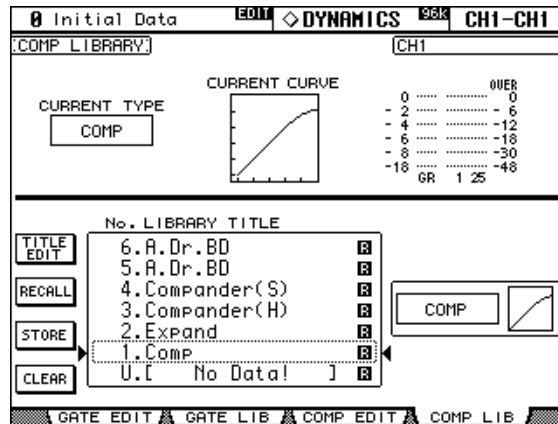 0 Initial Data EDIT ◇DYNAMICS 96k CH1-CH1
COMP LIBRARY
CH1
CURRENT TYPE
COMP
CURRENT CURVE
OVER
0 0
- 2 - 6
- 4 -12
- 6 -18
- 8 -30
-18 -48
GR 1 25
No. LIBRARY TITLE
TITLE EDIT
RECALL
STORE
CLEAR
6.A.Dr.BD R
5.A.Dr.BD R
4.Compander(S) R
3.Compander(H) R
2.Expand R
1.Comp R
U.[ No Data! ] R
COMP
GATE EDIT GATE LIB COMP EDIT COMP LIB